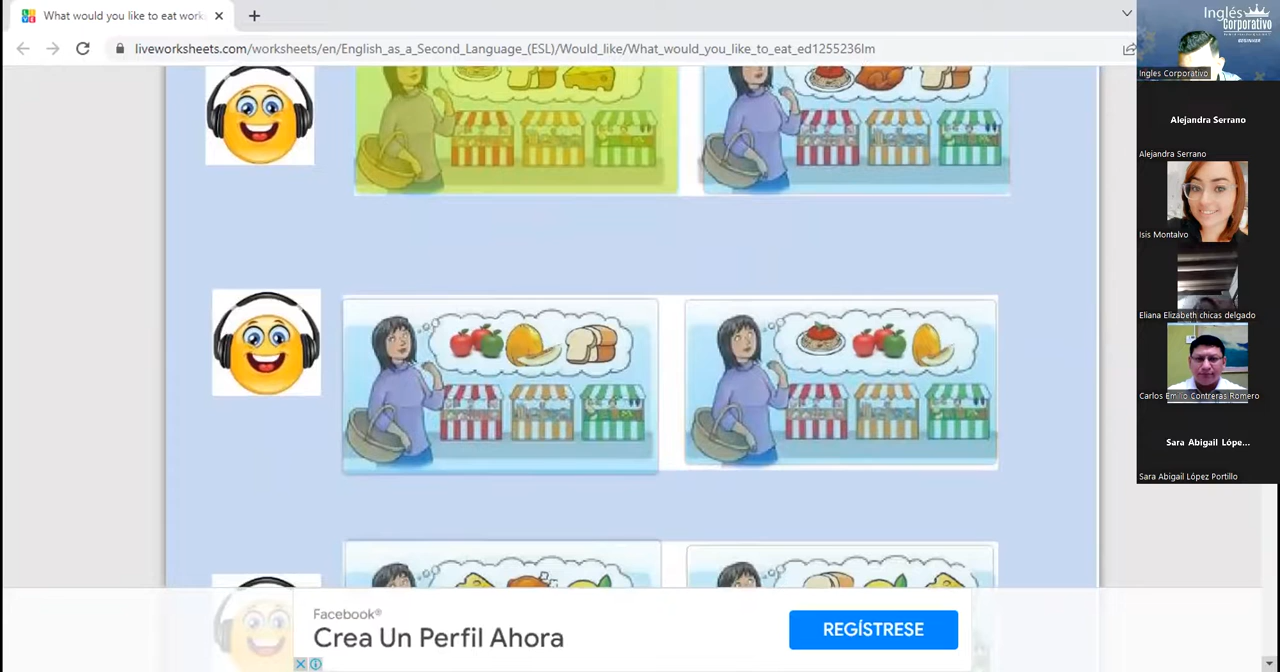 What would you like to eat work
liveworksheets.com/worksheets/en/English_as_a_Second_Language_(ESL)/Would_like/What_would_you_like_to_eat_ed1255236lm
Inglés
Corporativo
BEGINNER
Ingles Corporativo
Alejandra Serrano
Alejandra Serrano
Isis Montalvo
Eliana Elizabeth chicas delgado
Carlos Emilio Contreras Romero
Sara Abigail Lópe...
Sara Abigail López Portillo
Facebook®
Crea Un Perfil Ahora
REGÍSTRESE